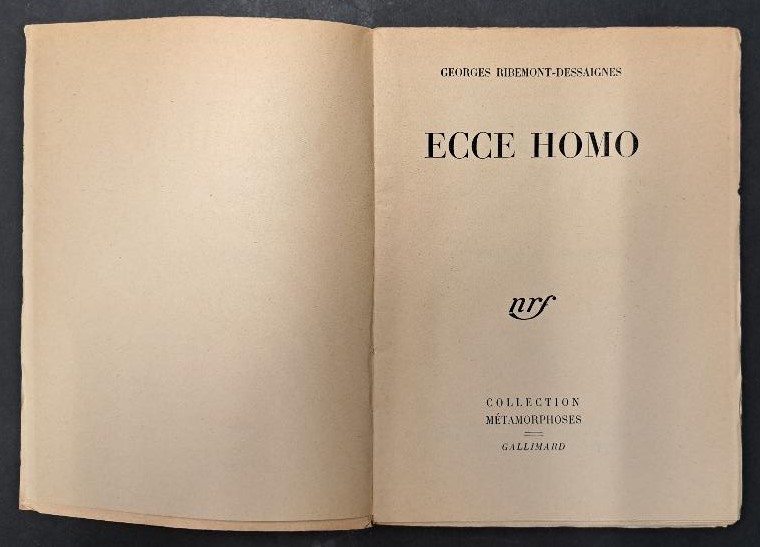 GEORGES RIBEMONT-DESSAIGNES
ECCE HOMO
nrf
COLLECTION
MÉTAMORPHOSES
GALLIMARD